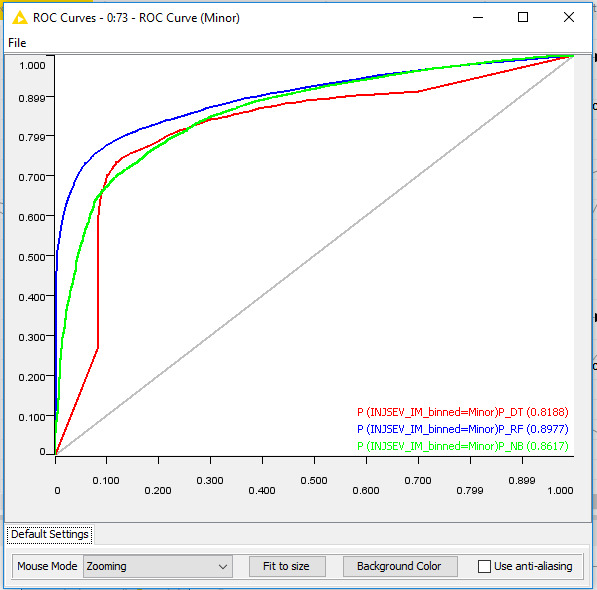 ROC Curves - 0:73 - ROC Curve (Minor)
File
1.000
0.899
0.799
0.700
0.600
0.500
0.400
0.300
0.200
0.100
0
P (INJSEV_IM_binned=Minor)P_DT (0.8188)
P (INJSEV_IM_binned=Minor)P_RF (0.8977)
P (INJSEV_IM_binned=Minor)P_NB (0.8617)
0 0.100 0.200 0.300 0.400 0.500 0.600 0.700 0.799 0.899 1.000
Default Settings
Mouse Mode Zooming Fit to size Background Color Use anti-aliasing